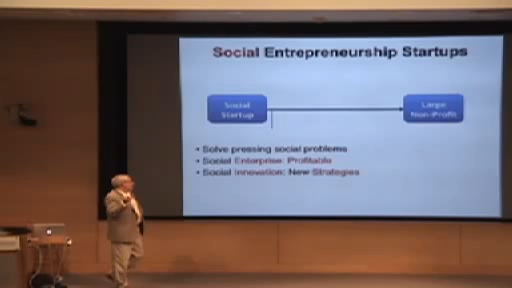 Social Entrepreneurship Startups
Social
Startup
Large
Non-Profit
• Solve pressing social problems
• Social Enterprise: Profitable
• Social Innovation: New Strategies